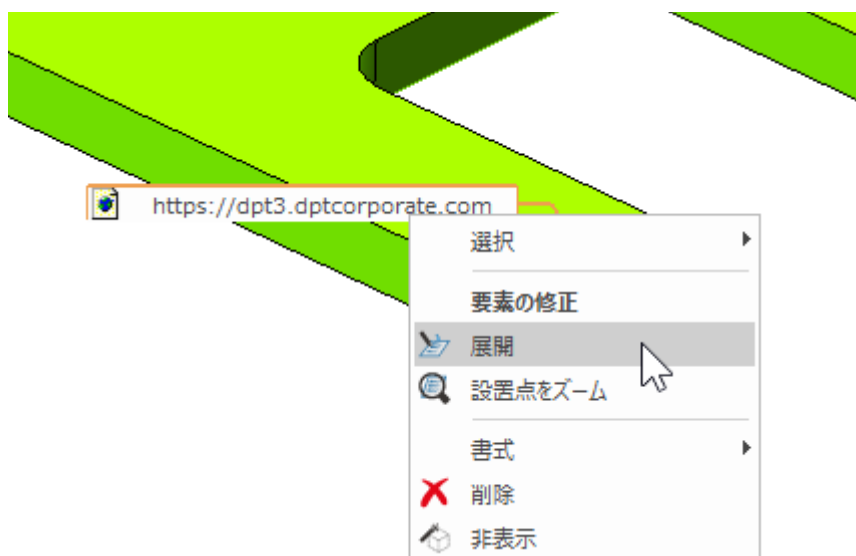 https://dpt3.dptcorporate.com
選択
要素の修正
展開
設置点をズーム
書式
削除
非表示